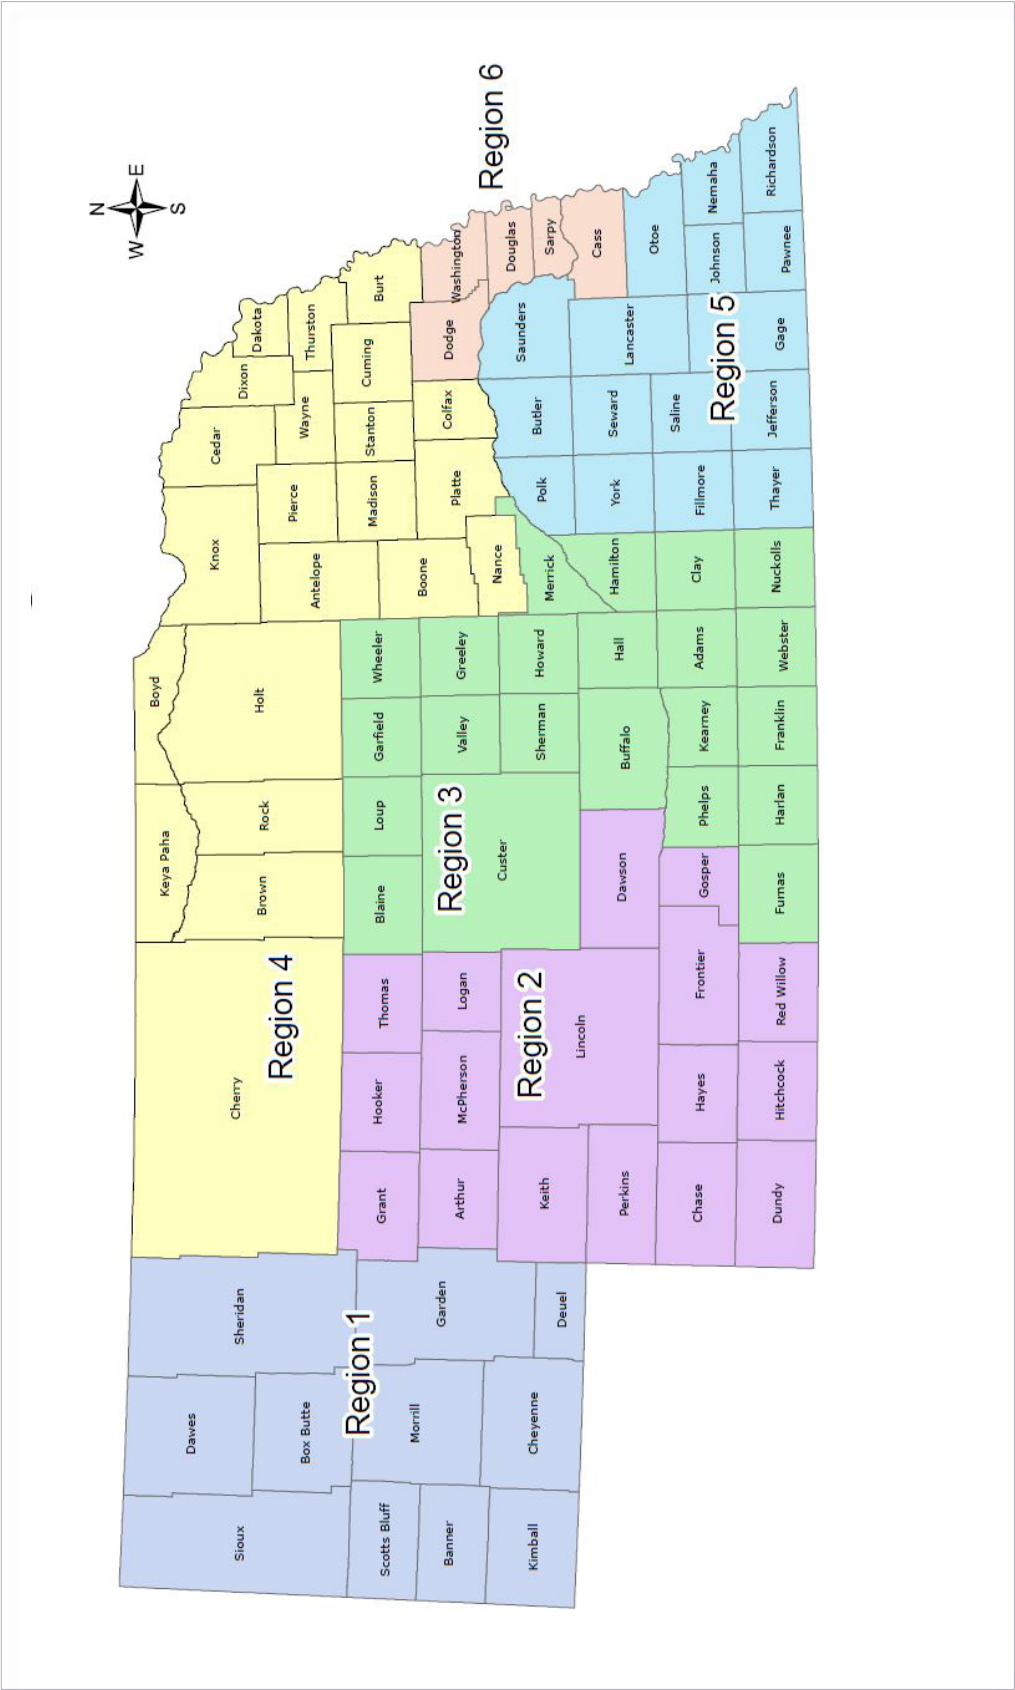 N
W
E
S
Region 1
Sioux
Dawes
Sheridan
Box Butte
Scotts Bluff
Morrill
Garden
Banner
Kimball
Cheyenne
Deuel
Region 4
Cherry
Keya Paha
Boyd
Brown
Rock
Holt
Knox
Cedar
Dixon
Dakota
Antelope
Pierce
Wayne
Thurston
Boone
Madison
Stanton
Cuming
Burt
Nance
Platte
Colfax
Region 2
Grant
Hooker
Thomas
Arthur
McPherson
Logan
Keith
Lincoln
Perkins
Dawson
Chase
Hayes
Frontier
Gosper
Dundy
Hitchcock
Red Willow
Region 3
Blaine
Loup
Garfield
Wheeler
Custer
Valley
Greeley
Sherman
Howard
Merrick
Buffalo
Hall
Hamilton
Phelps
Kearney
Adams
Clay
Furnas
Harlan
Franklin
Webster
Nuckolls
Region 6
Dodge
Washington
Douglas
Sarpy
Cass
Region 5
Polk
Butler
Saunders
York
Seward
Lancaster
Otoe
Fillmore
Saline
Johnson
Nemaha
Thayer
Jefferson
Gage
Pawnee
Richardson